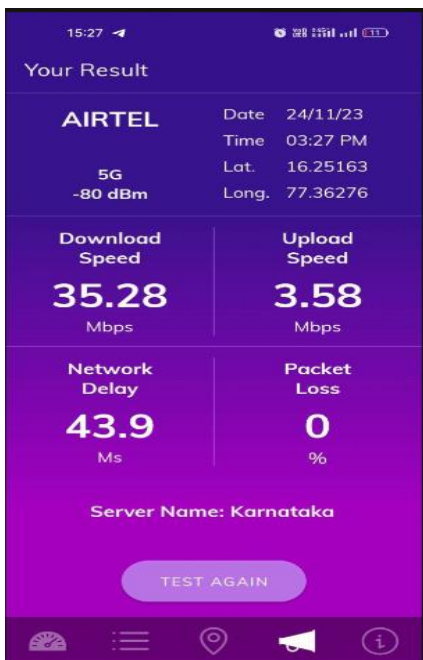 15:27
11
Your Result
AIRTEL
5G
-80 dBm
Date 24/11/23
Time 03:27 PM
Lat. 16.25163
Long. 77.36276
Download
Speed
35.28
Mbps
Upload
Speed
3.58
Mbps
Network
Delay
43.9
Ms
Packet
Loss
0
%
Server Name: Karnataka
TEST AGAIN